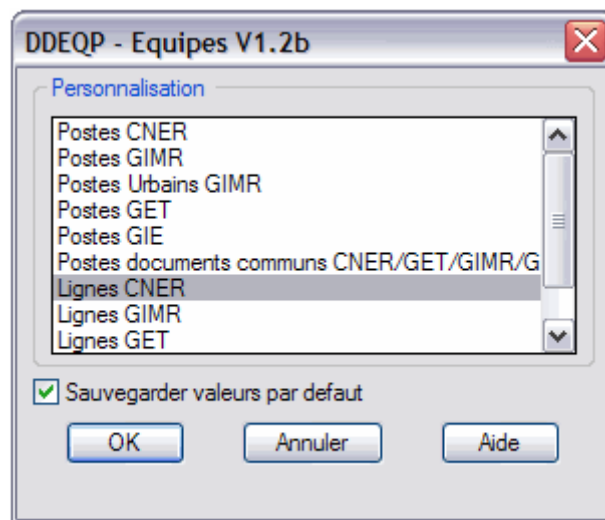 DDEQP - Equipes V1.2b
Personnalisation
Postes CNER
Postes GIMR
Postes Urbains GIMR
Postes GET
Postes GIE
Postes documents communs CNER/GET/GIMR/G
Lignes CNER
Lignes GIMR
Lignes GET
Sauvegarder valeurs par defaut
OK Annuler Aide